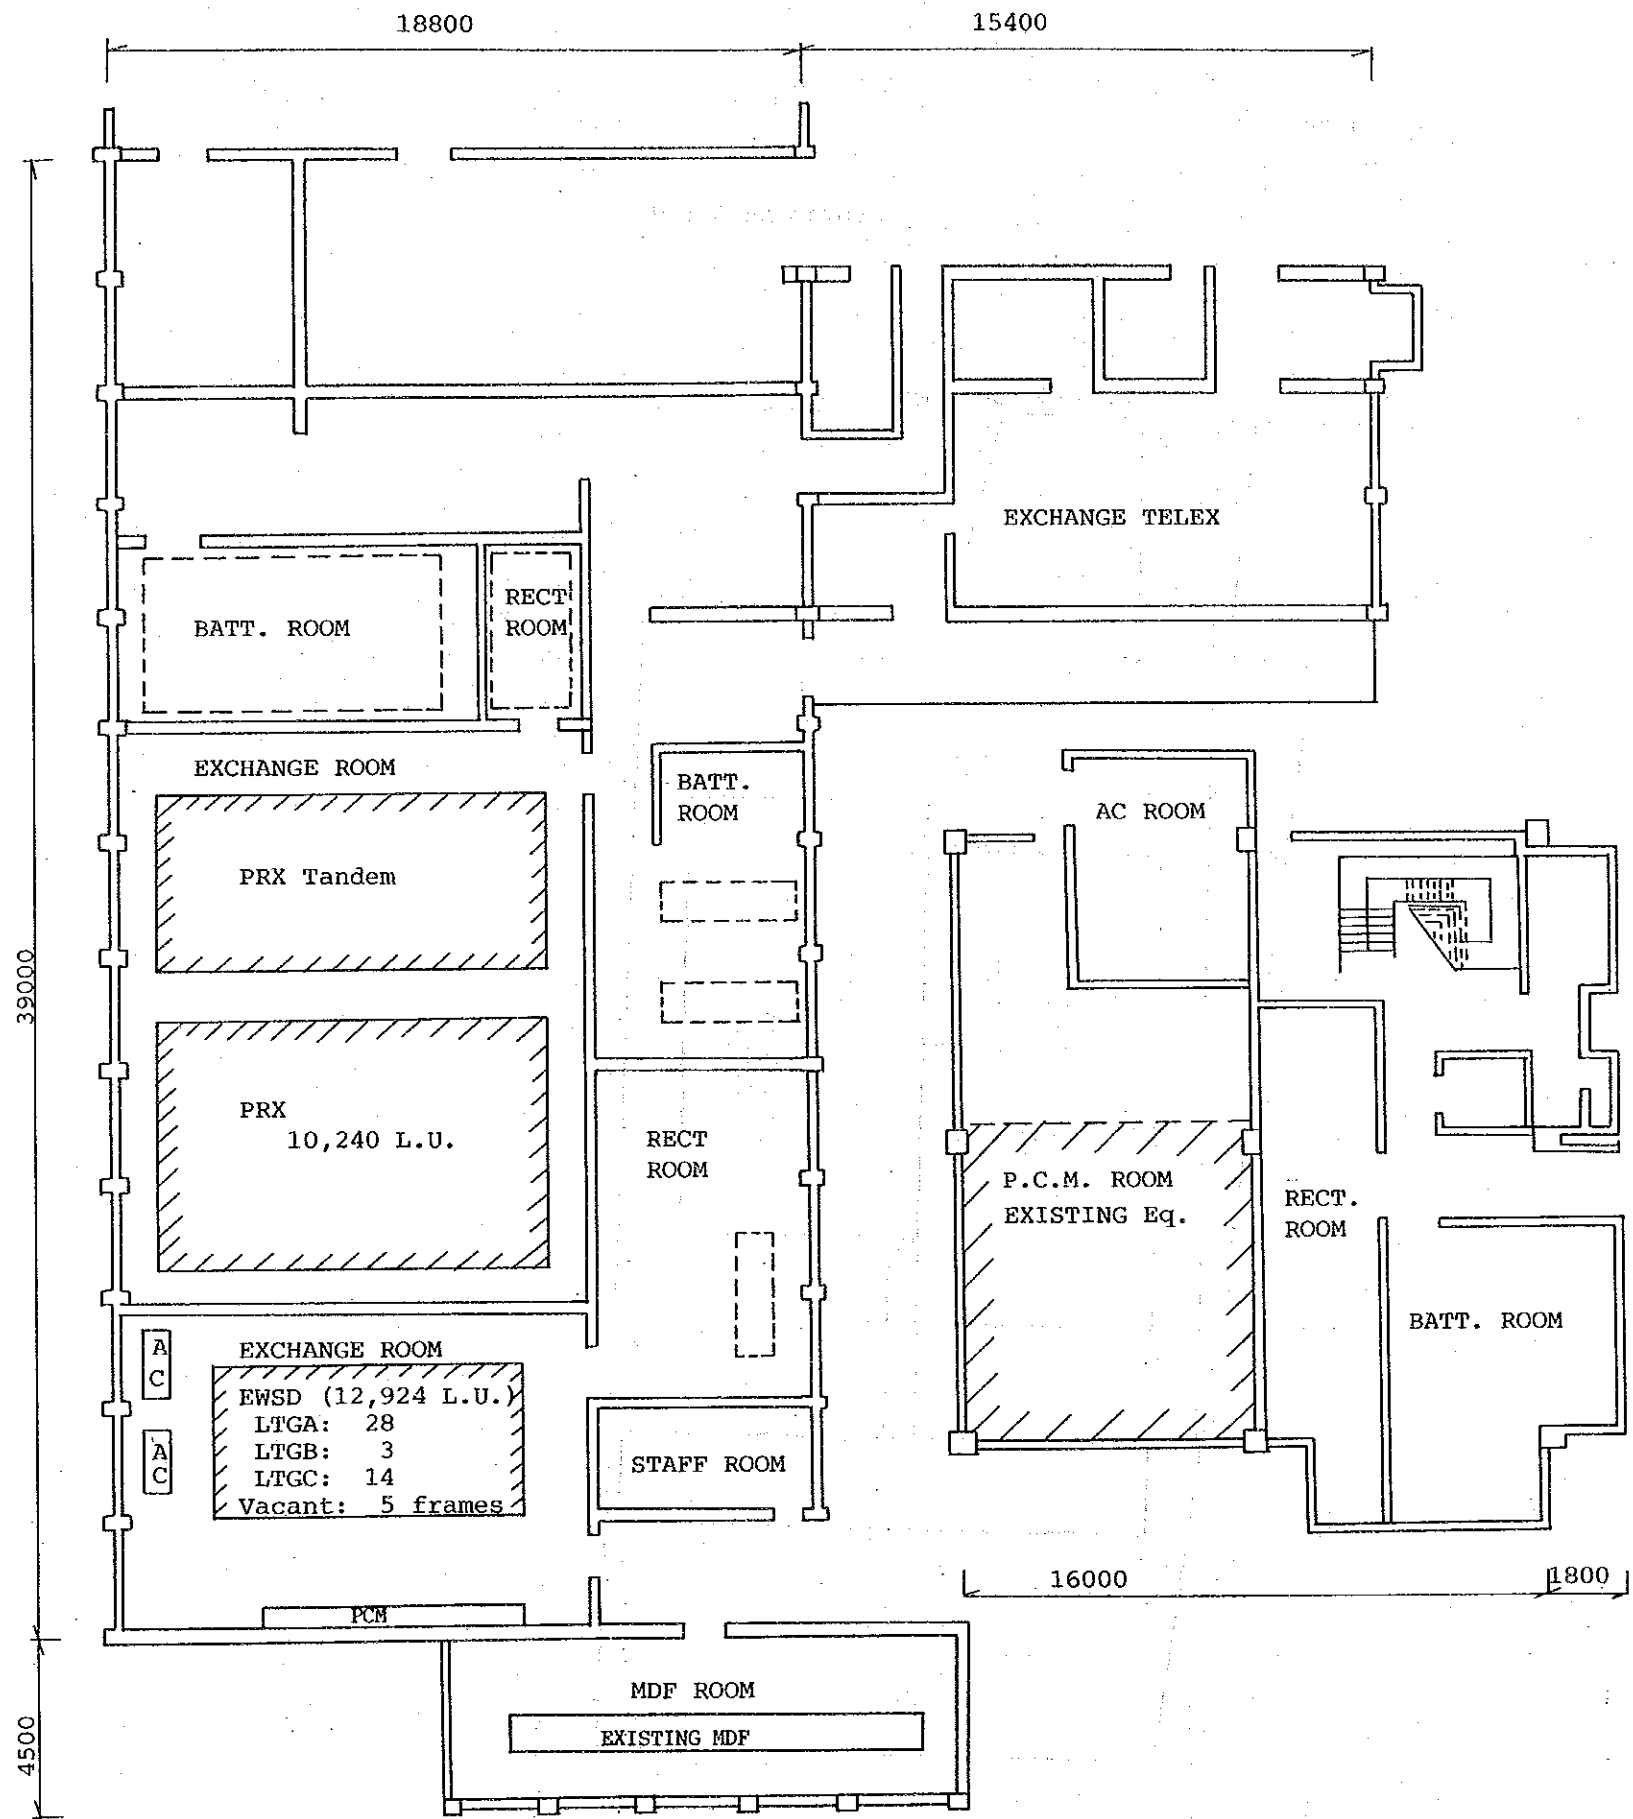 18800
15400
EXCHANGE TELEX
RECT
ROOM
BATT. ROOM
EXCHANGE ROOM
BATT.
ROOM
AC ROOM
PRX Tandem
39000
PRX
10,240 L.U.
RECT
ROOM
P.C.M. ROOM
EXISTING Eq.
RECT.
ROOM
BATT. ROOM
A
C
EXCHANGE ROOM
EWSD (12,924 L.U.)
LTGA: 28
LTGB: 3
LTGC: 14
Vacant: 5 frames
A
C
STAFF ROOM
16000
1800
PCM
MDF ROOM
EXISTING MDF
4500